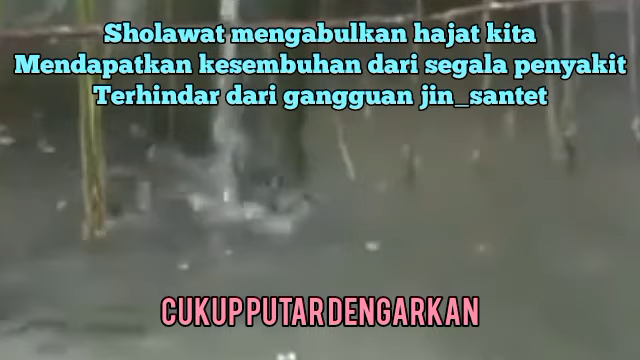 Sholawat mengabulkan hajat kita
Mendapatkan kesembuhan dari segala penyakit
Terhindar dari gangguan jin_santet
CUKUP PUTAR DENGARKAN